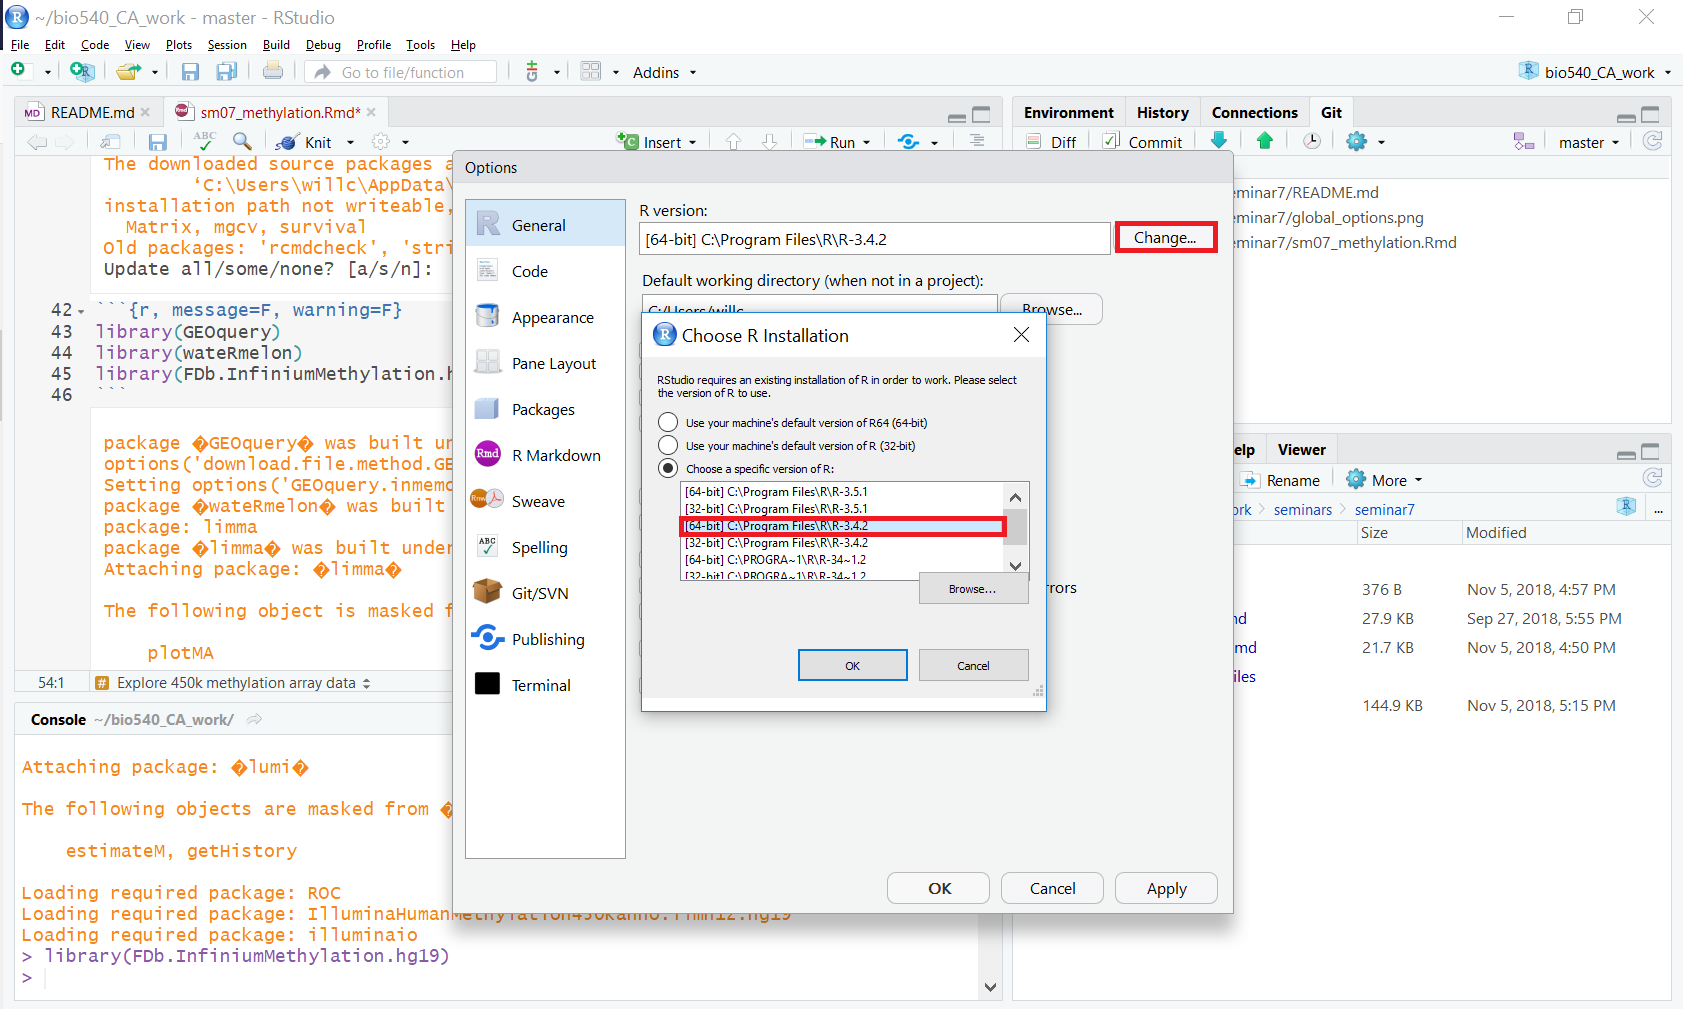 ~/bio540_CA_work - master - RStudio
File Edit Code View Plots Session Build Debug Profile Tools Help
Go to file/function
Addins
bio540_CA_work
README.md
sm07_methylation.Rmd*
ABC
Knit
Insert
Run
The downloaded source packages a
‘C:\Users\willc\AppData\
installation path not writeable,
Matrix, mgcv, survival
Old packages: 'rcmdcheck', 'stri
Update all/some/none? [a/s/n]:
42 ```{r, message=F, warning=F}
43 library(GEOquery)
44 library(wateRmelon)
45 library(FDb.InfiniumMethylation.h
46 ```
package �GEOquery� was built un
options('download.file.method.GE
Setting options('GEOquery.inmemo
package �wateRmelon� was built
package: limma
package �limma� was built under
Attaching package: �limma�
The following object is masked f
plotMA
54:1 # Explore 450k methylation array data
Console ~/bio540_CA_work/
Attaching package: �lumi�
The following objects are masked from �
estimateM, getHistory
Loading required package: ROC
Loading required package: IlluminaHumanMethylation450kanno.ilmn12.hg19
Loading required package: illuminaio
> library(FDb.InfiniumMethylation.hg19)
>
Options
General
Code
Appearance
Pane Layout
Packages
Rmd R Markdown
Sweave
ABC Spelling
Git/SVN
Publishing
Terminal
R version:
[64-bit] C:\Program Files\R\R-3.4.2
Change...
Default working directory (when not in a project):
C:/Users/willc
Browse...
Choose R Installation
RStudio requires an existing installation of R in order to work. Please select
the version of R to use.
Use your machine's default version of R64 (64-bit)
Use your machine's default version of R (32-bit)
Choose a specific version of R:
[64-bit] C:\Program Files\R\R-3.5.1
[32-bit] C:\Program Files\R\R-3.5.1
[64-bit] C:\Program Files\R\R-3.4.2
[32-bit] C:\Program Files\R\R-3.4.2
[64-bit] C:\PROGRA~1\R\R-34~1.2
[32-bit] C:\PROGRA~1\R\R-34~1.2
Browse...
OK
Cancel
rrors
OK
Cancel
Apply
Environment History Connections Git
Diff
Commit
master
eminar7/README.md
eminar7/global_options.png
eminar7/sm07_methylation.Rmd
elp Viewer
Rename
More
ork seminars seminar7 ...
Size Modified
376 B Nov 5, 2018, 4:57 PM
nd 27.9 KB Sep 27, 2018, 5:55 PM
md 21.7 KB Nov 5, 2018, 4:50 PM
iles
144.9 KB Nov 5, 2018, 5:15 PM